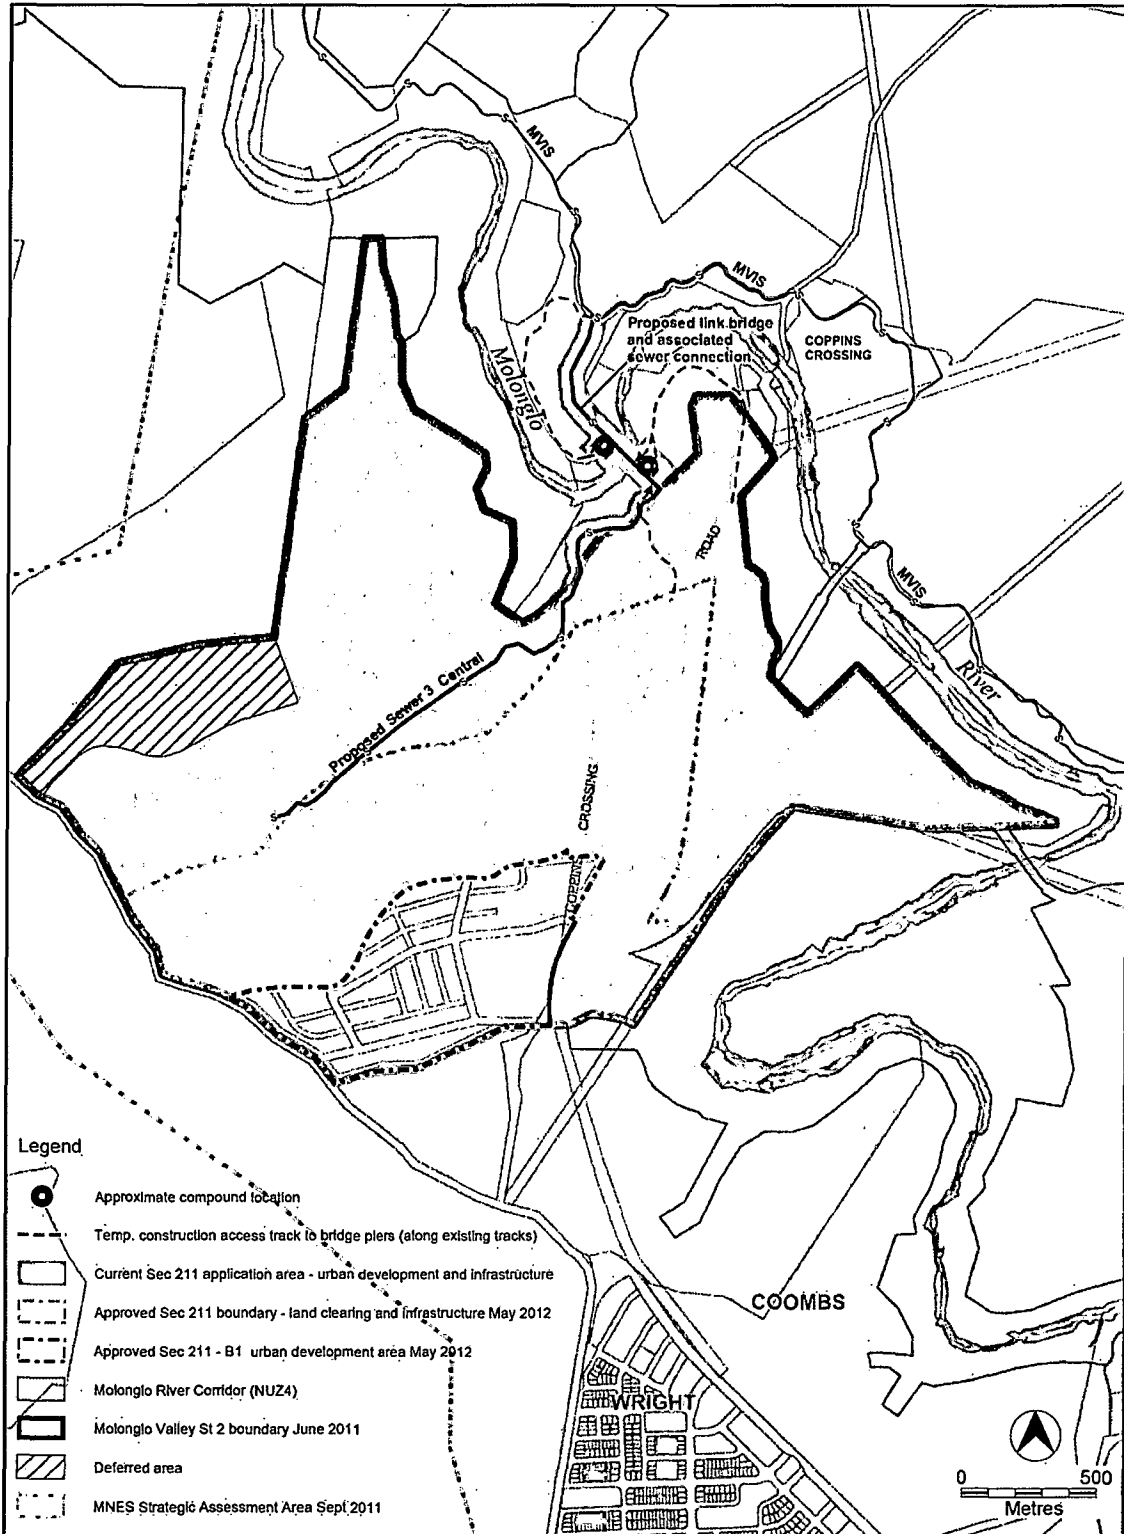 MVIS
MVIS
Proposed link bridge
and associated
sewer connection
COPPINS
CROSSING
Molonglo
ROAD
MVIS
River
Proposed Sewer 3 Central
CROSSING
COPPINS
Legend
Approximate compound location
Temp. construction access track to bridge piers (along existing tracks)
Current Sec 211 application area - urban development and infrastructure
Approved Sec 211 boundary - land clearing and infrastructure May 2012
Approved Sec 211 - B1 urban development area May 2012
Molonglo River Corridor (NUZ4)
Molonglo Valley St 2 boundary June 2011
Deferred area
MNES Strategic Assessment Area Sept 2011
COOMBS
WRIGHT
0 500
Metres